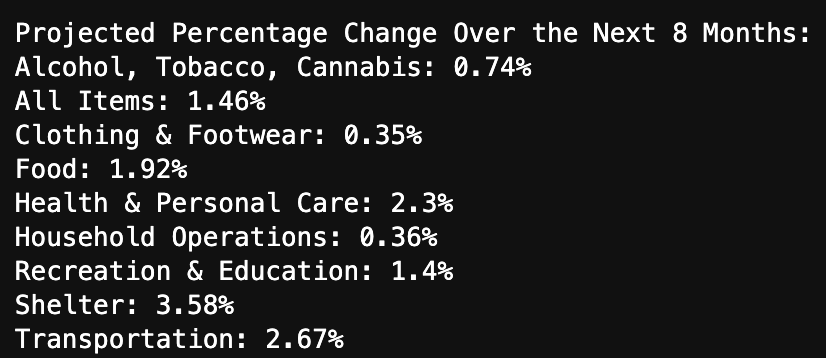 Projected Percentage Change Over the Next 8 Months:
Alcohol, Tobacco, Cannabis: 0.74%
All Items: 1.46%
Clothing & Footwear: 0.35%
Food: 1.92%
Health & Personal Care: 2.3%
Household Operations: 0.36%
Recreation & Education: 1.4%
Shelter: 3.58%
Transportation: 2.67%